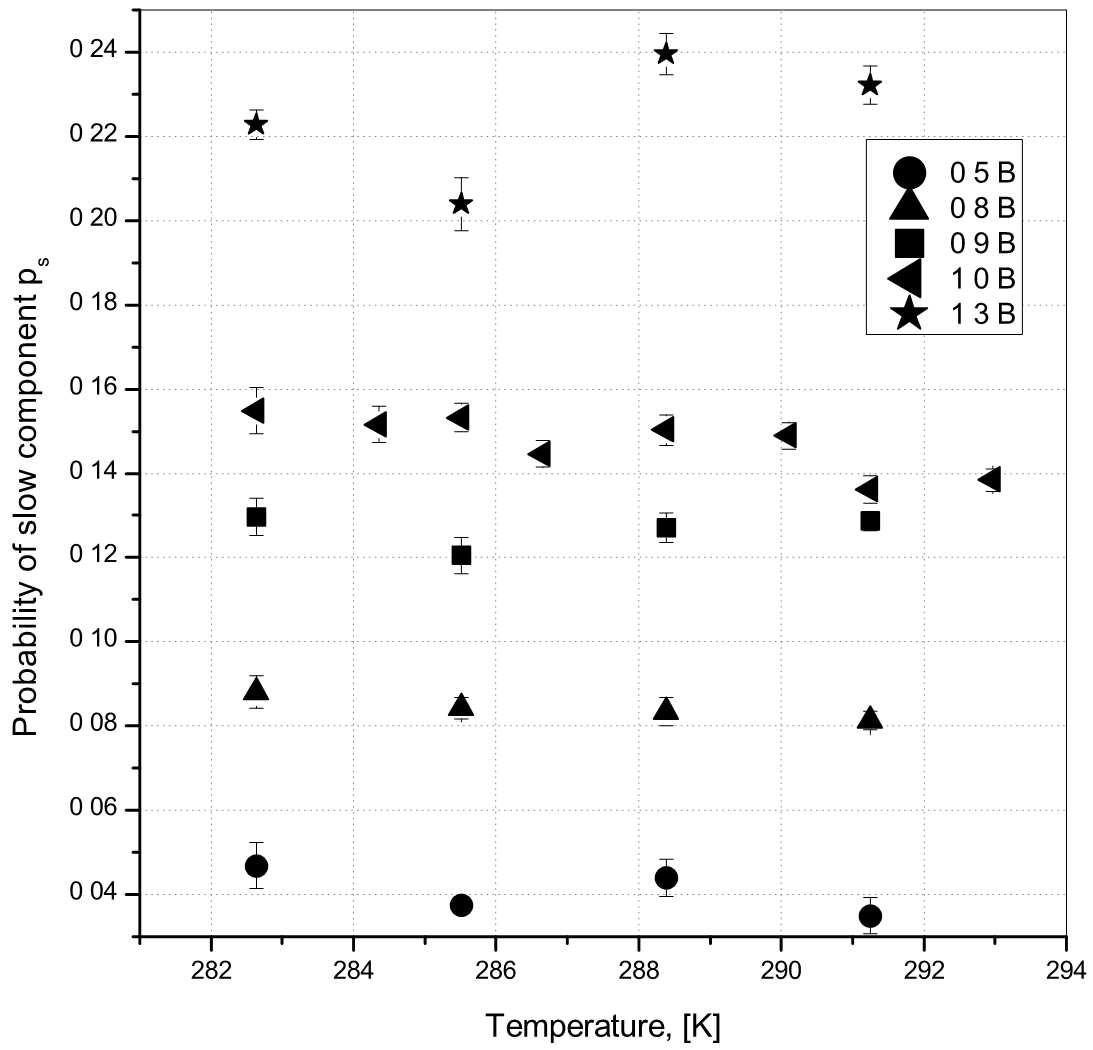 0 24
0 22
0 20
0 18
0 16
0 14
0 12
0 10
0 08
0 06
0 04
Probability of slow component ps
0 5 B
0 8 B
0 9 B
1 0 B
1 3 B
282 284 286 288 290 292 294
Temperature, [K]